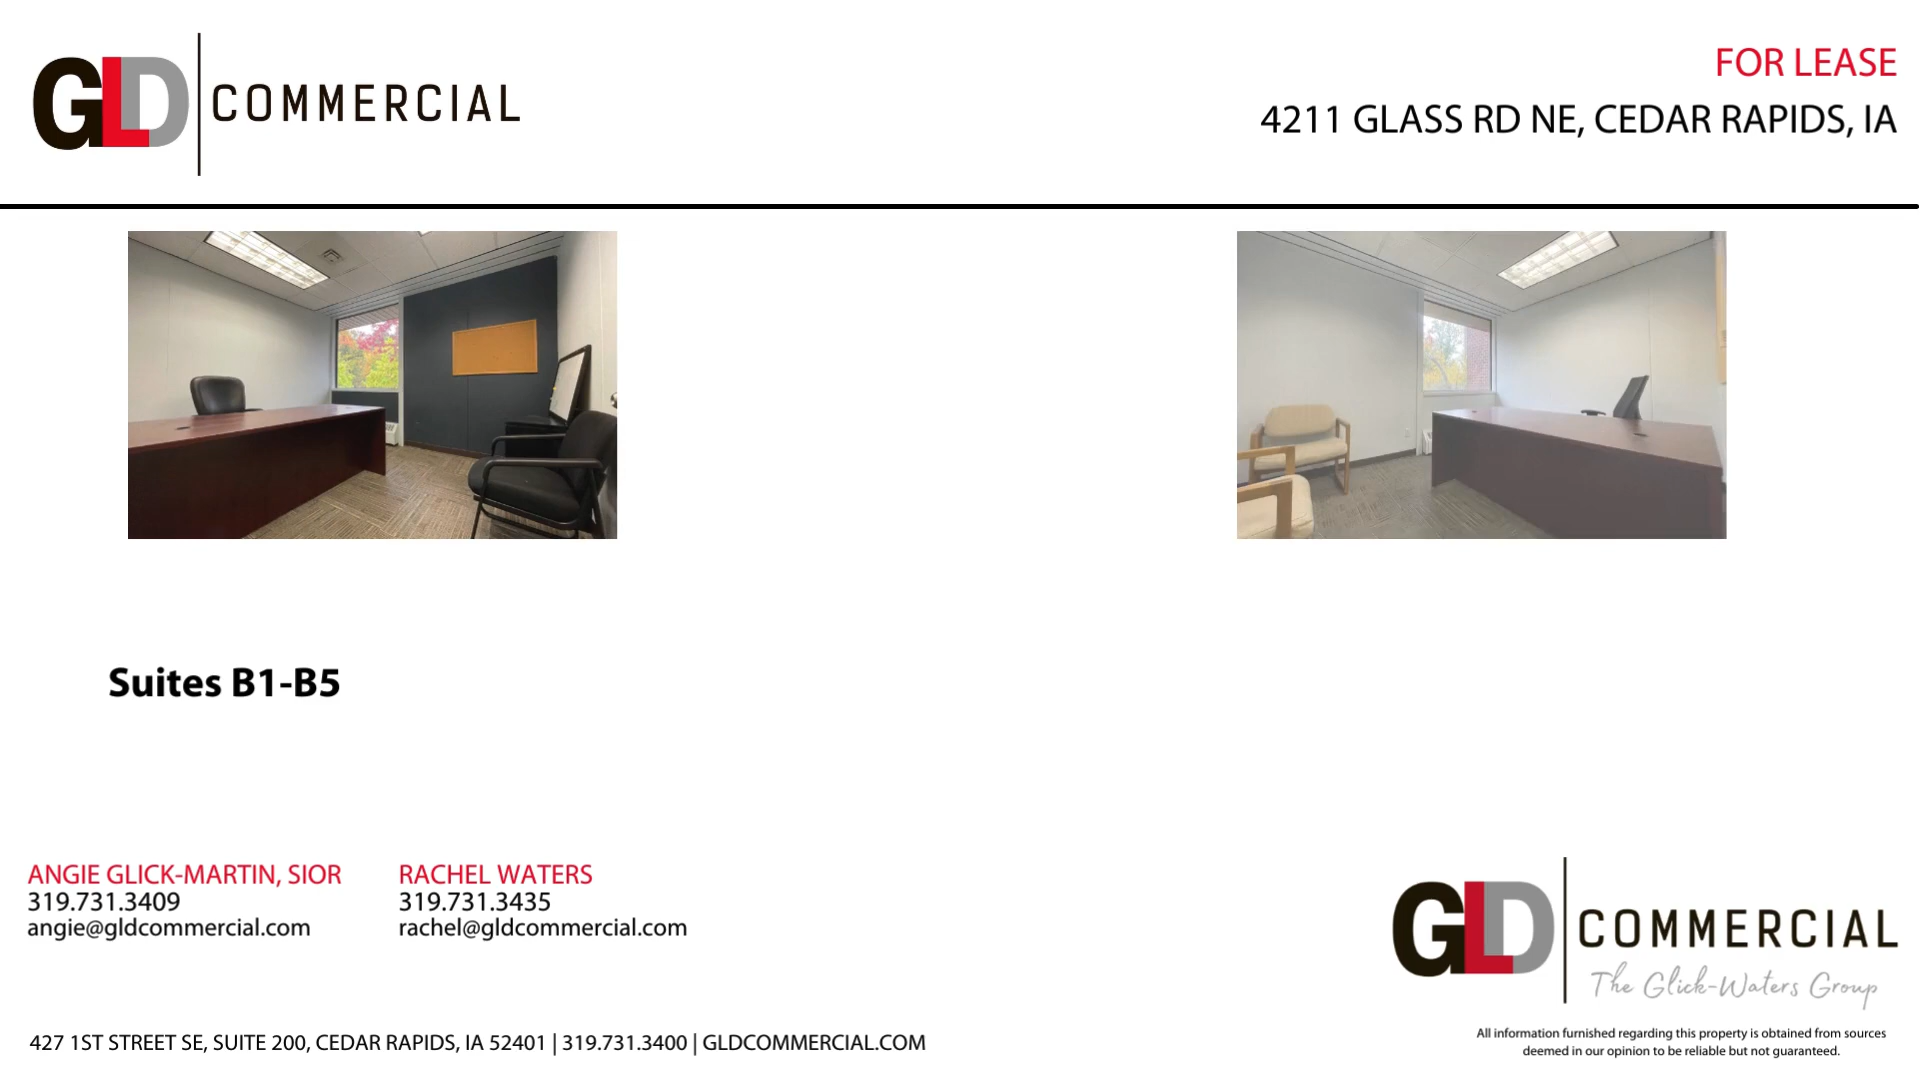 GLD COMMERCIAL
FOR LEASE
4211 GLASS RD NE, CEDAR RAPIDS, IA
Suites B1-B5
ANGIE GLICK-MARTIN, SIOR
319.731.3409
angie@gldcommercial.com
RACHEL WATERS
319.731.3435
rachel@gldcommercial.com
GLD COMMERCIAL
The Glick-Waters Group
427 1ST STREET SE, SUITE 200, CEDAR RAPIDS, IA 52401 | 319.731.3400 | GLDCOMMERCIAL.COM
All information furnished regarding this property is obtained from sources
deemed in our opinion to be reliable but not guaranteed.